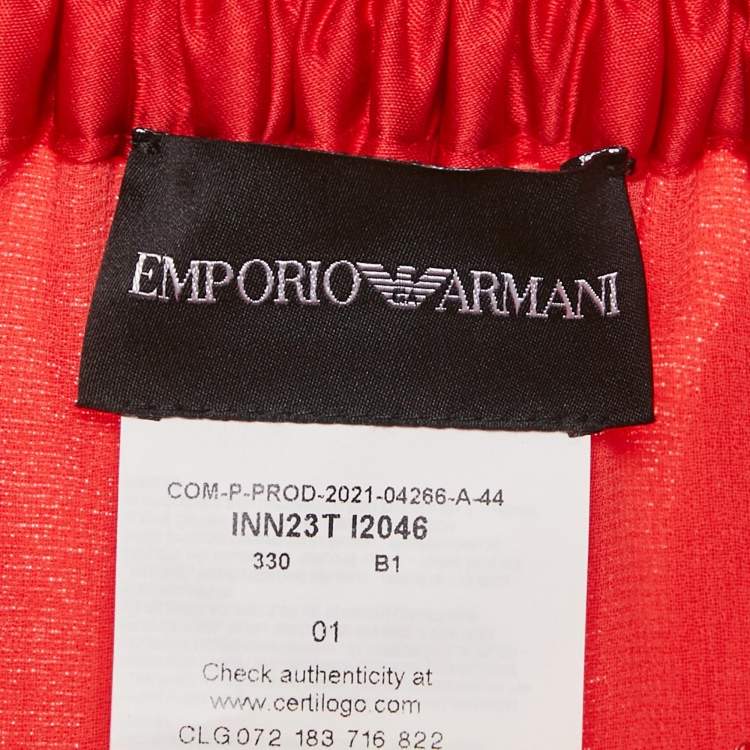 EMPORIO ARMANI
COM-P-PROD-2021-04266-A-44
INN23T I2046
330 B1
01
Check authenticity at
www.certilogo.com
CLG 072 183 716 822